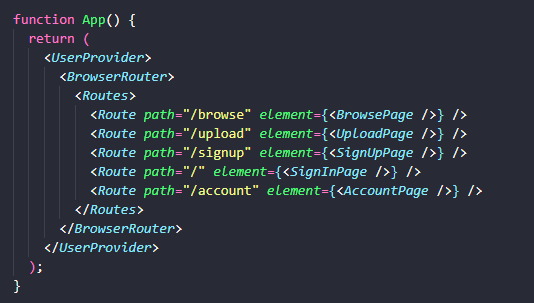 function App() {
  return (
    <UserProvider>
      <BrowserRouter>
        <Routes>
          <Route path="/browse" element={<BrowsePage />} />
          <Route path="/upload" element={<UploadPage />} />
          <Route path="/signup" element={<SignUpPage />} />
          <Route path="/" element={<SignInPage />} />
          <Route path="/account" element={<AccountPage />} />
        </Routes>
      </BrowserRouter>
    </UserProvider>
  );
}